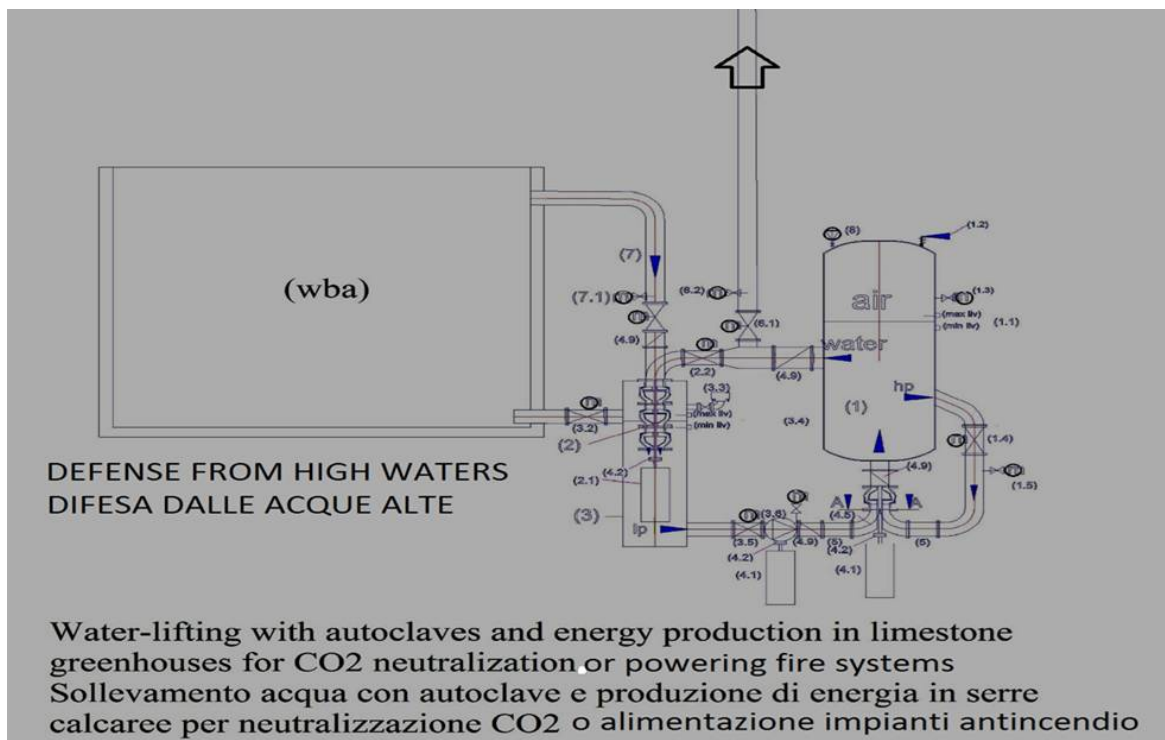 (8)
(1.2)
(7)
(wba)
(7.1)
(6.2)
air
(1.3)
(max liv)
(min liv)
(1.1)
(6.1)
(4.9)
water
(2.2)
(4.9)
(3.3)
hp
(max liv)
(min liv)
(3.4)
(1)
(3.2)
(2)
(1.4)
DEFENSE FROM HIGH WATERS
DIFESA DALLE ACQUE ALTE
(4.2)
(2.1)
(4.9)
(1.5)
A A
(4.5)
(3)
(3.6)
lp
(3.5) (4.9) (5) (5)
(4.2) (4.2)
(4.1) (4.1)
Water-lifting with autoclaves and energy production in limestone
greenhouses for CO2 neutralization.or powering fire systems
Sollevamento acqua con autoclave e produzione di energia in serre
calcaree per neutralizzazione CO2 o alimentazione impianti antincendio